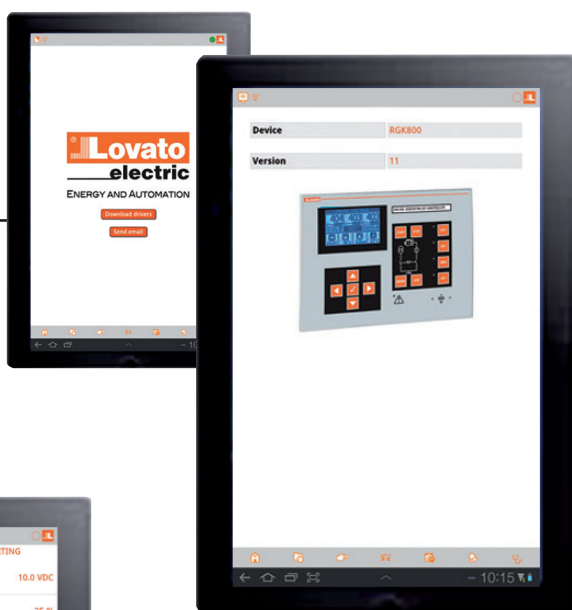 Lovato
electric
ENERGY AND AUTOMATION
Download drivers
Send email
Device RGK800
Version 11
10:15
TING
10.0 VDC